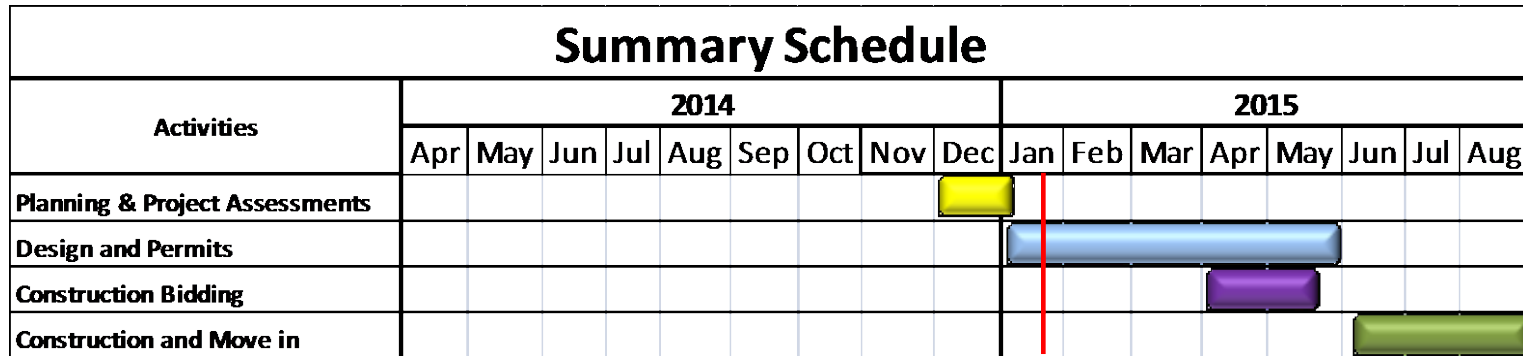 Summary Schedule
Activities
2014
2015
Apr May Jun Jul Aug Sep Oct Nov Dec Jan Feb Mar Apr May Jun Jul Aug
Planning & Project Assessments
Design and Permits
Construction Bidding
Construction and Move in